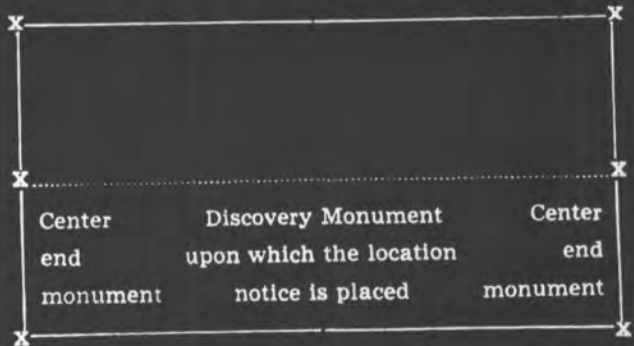 X X
X X
Center Discovery Monument Center
end upon which the location end
monument notice is placed monument
X X